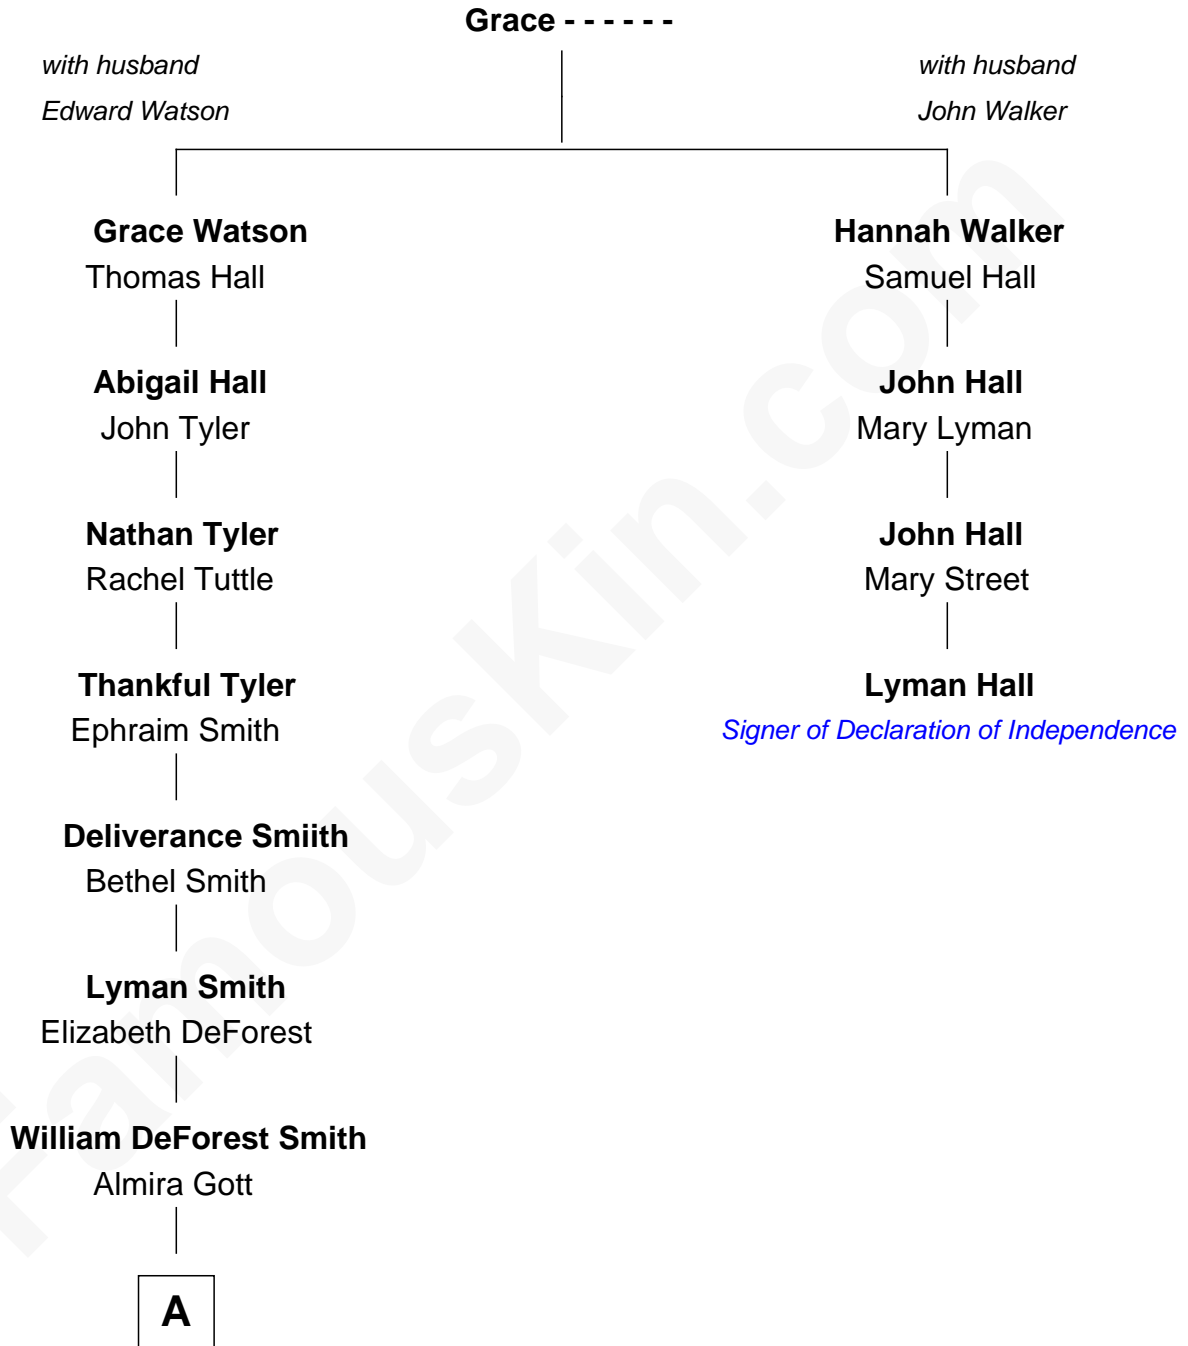 Grace - - - - - -
with husband
Edward Watson
with husband
John Walker
Grace Watson
Thomas Hall
Hannah Walker
Samuel Hall
Abigail Hall
John Tyler
John Hall
Mary Lyman
Nathan Tyler
Rachel Tuttle
John Hall
Mary Street
Thankful Tyler
Ephraim Smith
Lyman Hall
Signer of Declaration of Independence
Deliverance Smiith
Bethel Smith
Lyman Smith
Elizabeth DeForest
William DeForest Smith
Almira Gott
A
FamousKin.com